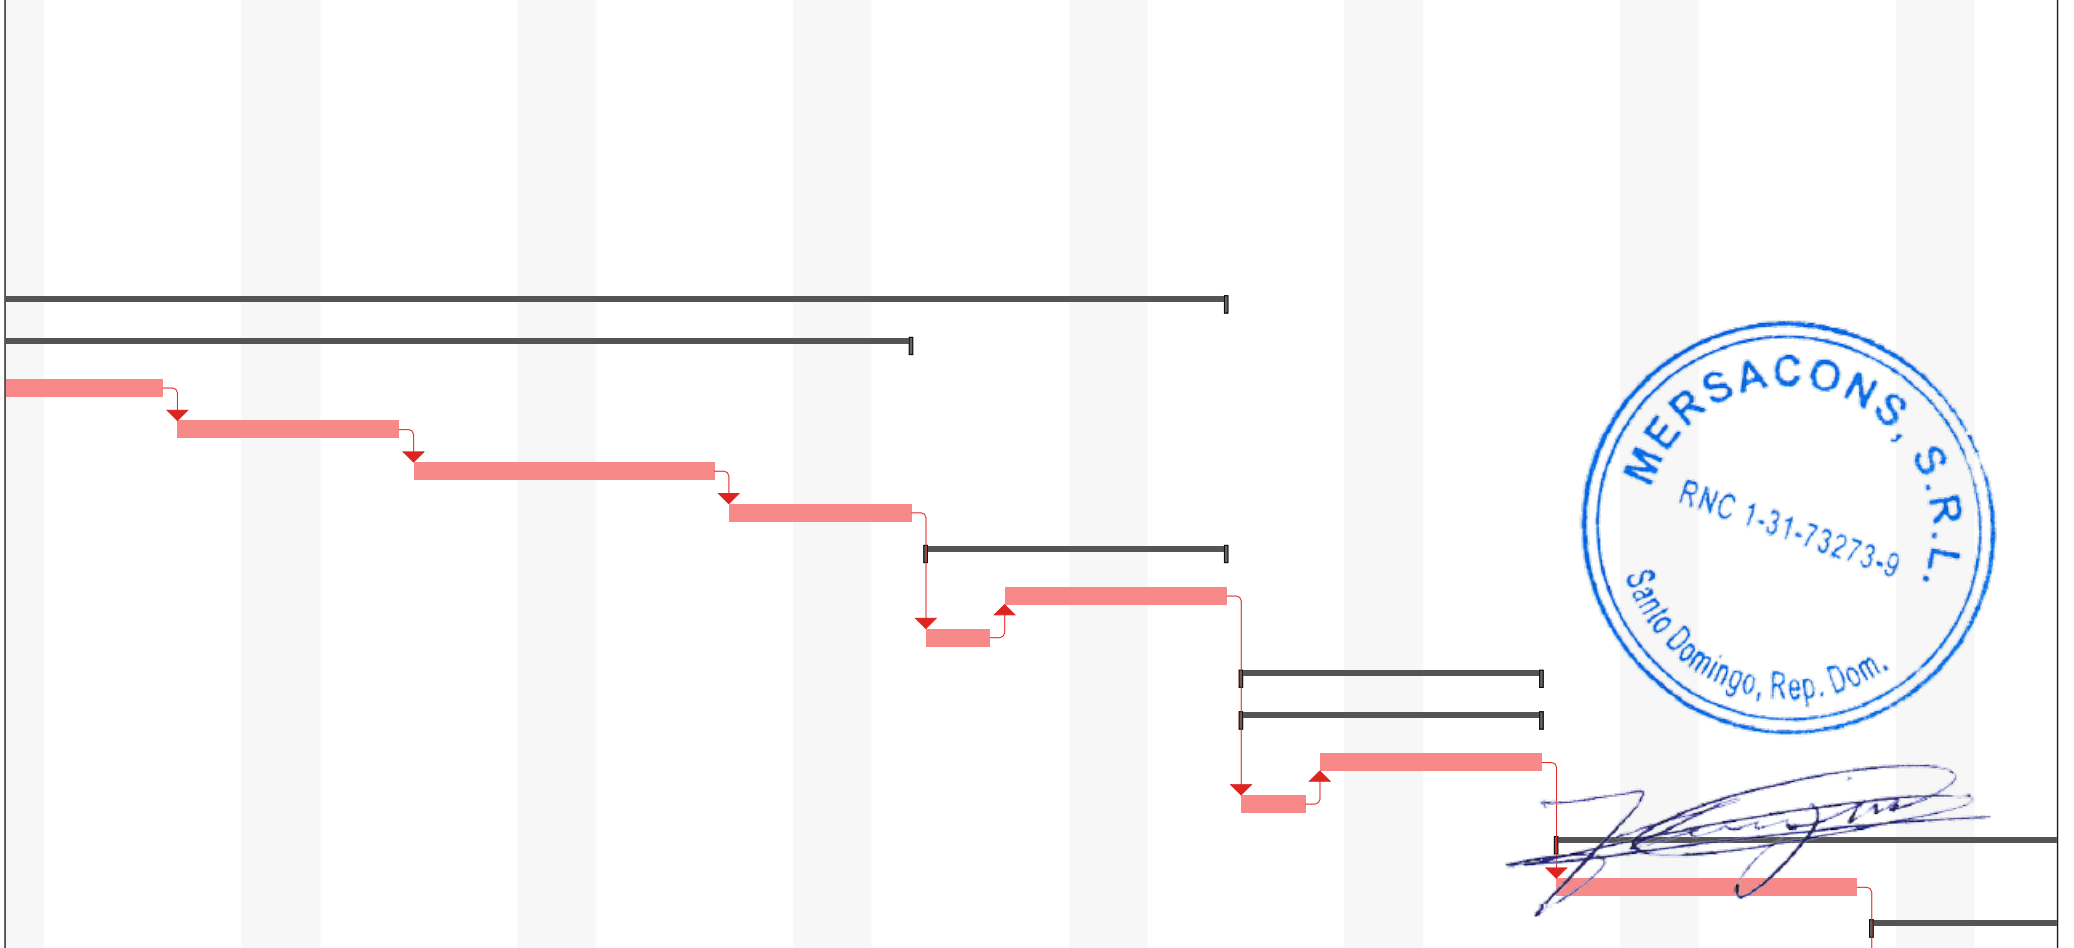 MERSACONS, S.R.L.
RNC 1-31-73273-9
Santo Domingo, Rep. Dom.